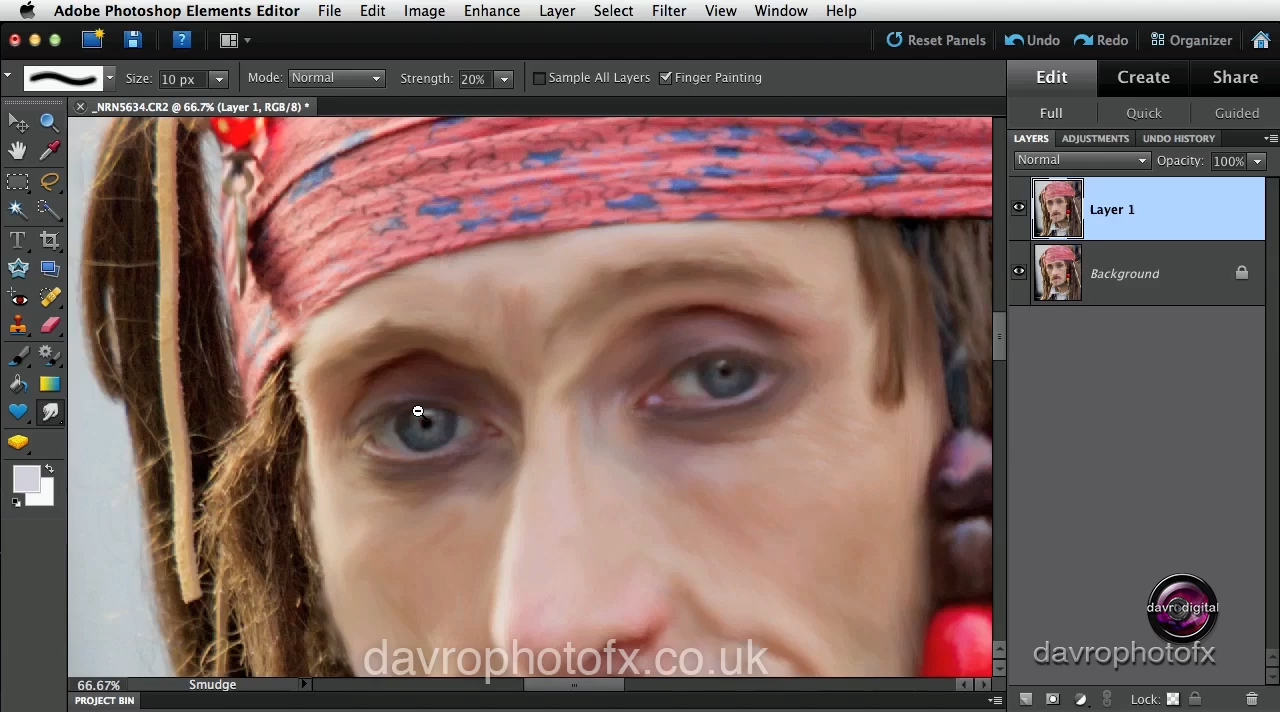 Adobe Photoshop Elements Editor File Edit Image Enhance Layer Select Filter View Window Help
? Reset Panels Undo Redo Organizer
Size: 10 px Mode: Normal Strength: 20% Sample All Layers Finger Painting
Edit Create Share
_NRN5634.CR2 @ 66.7% (Layer 1, RGB/8) *
Full Quick Guided
LAYERS ADJUSTMENTS UNDO HISTORY
Normal Opacity: 100%
Layer 1
Background
T
davrodigital
davrophotofx.co.uk
davrophotofx
66.67% Smudge
PROJECT BIN
Lock: